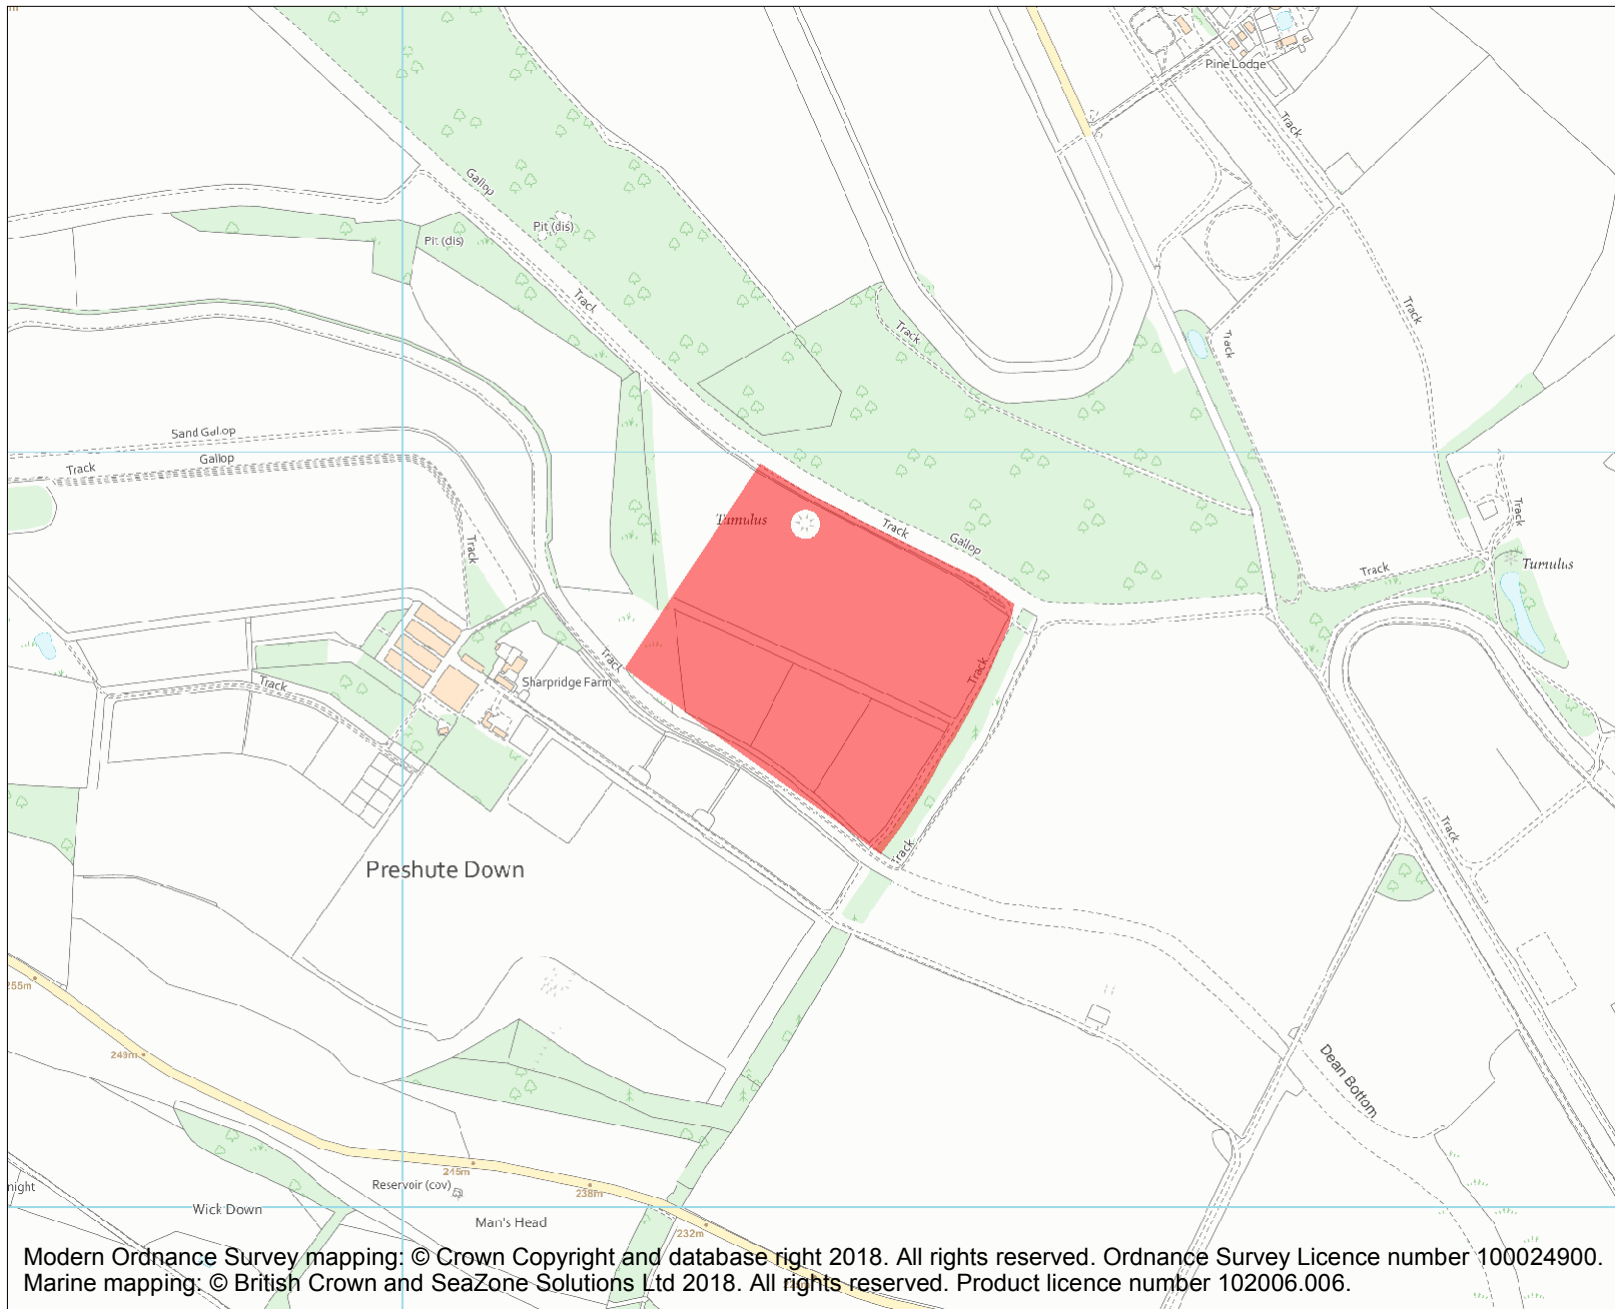 Pine Lodge
Track
Gallop
Pit (dis)
Pit (dis)
Track
Track
Track
Track
Sand Gallop
Gallop
Track
Tumulus
Track
Gallop
Track
Track
Track
Tumulus
Track
Sharpridge Farm
Track
Track
Track
Track
Preshute Down
255m
249m
Dean Bottom
245m
Reservoir (cov)
238m
night
Wick Down
Man's Head
232m
Modern Ordnance Survey mapping: © Crown Copyright and database right 2018. All rights reserved. Ordnance Survey Licence number 100024900.
Marine mapping: © British Crown and SeaZone Solutions Ltd 2018. All rights reserved. Product licence number 102006.006.